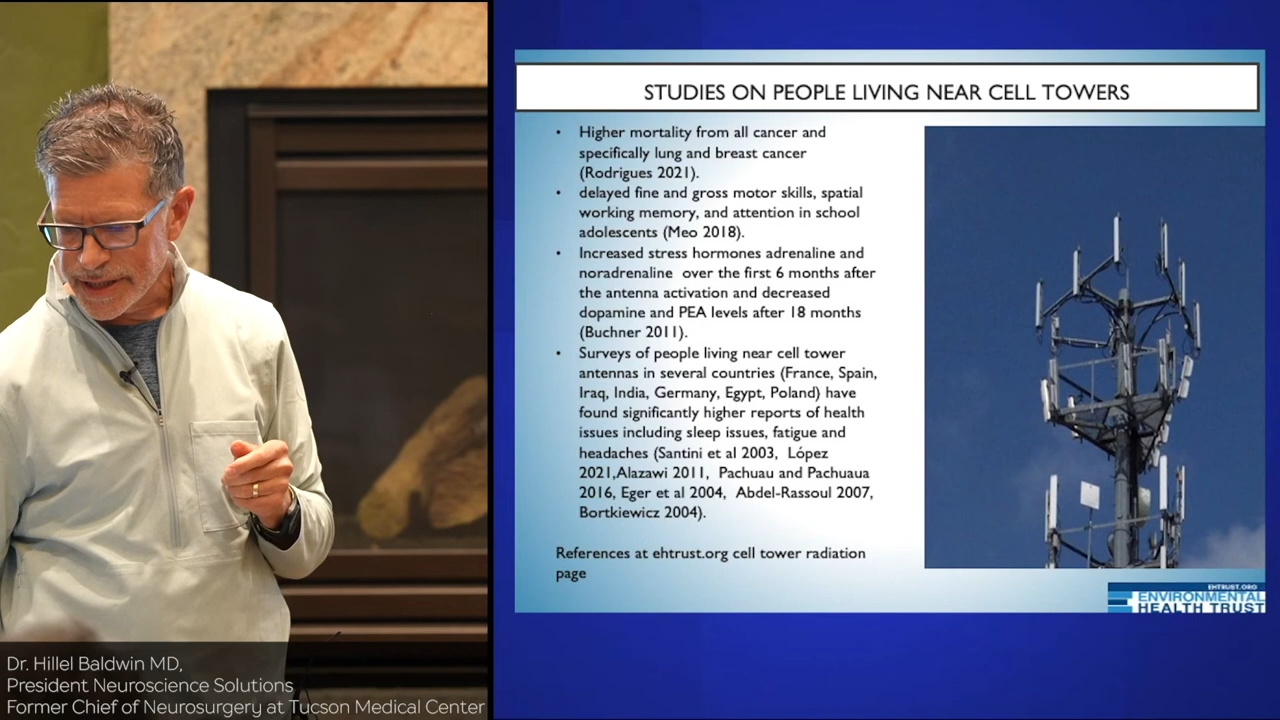 STUDIES ON PEOPLE LIVING NEAR CELL TOWERS
• Higher mortality from all cancer and
specifically lung and breast cancer
(Rodrigues 2021).
• delayed fine and gross motor skills, spatial
working memory, and attention in school
adolescents (Meo 2018).
• Increased stress hormones adrenaline and
noradrenaline over the first 6 months after
the antenna activation and decreased
dopamine and PEA levels after 18 months
(Buchner 2011).
• Surveys of people living near cell tower
antennas in several countries (France, Spain,
Iraq, India, Germany, Egypt, Poland) have
found significantly higher reports of health
issues including sleep issues, fatigue and
headaches (Santini et al 2003, López
2021,Alazawi 2011, Pachuau and Pachuaua
2016, Eger et al 2004, Abdel-Rassoul 2007,
Bortkiewicz 2004).
References at ehtrust.org cell tower radiation
page
EHTRUST.ORG
ENVIRONMENTAL
HEALTH TRUST
Dr. Hillel Baldwin MD,
President Neuroscience Solutions
Former Chief of Neurosurgery at Tucson Medical Center